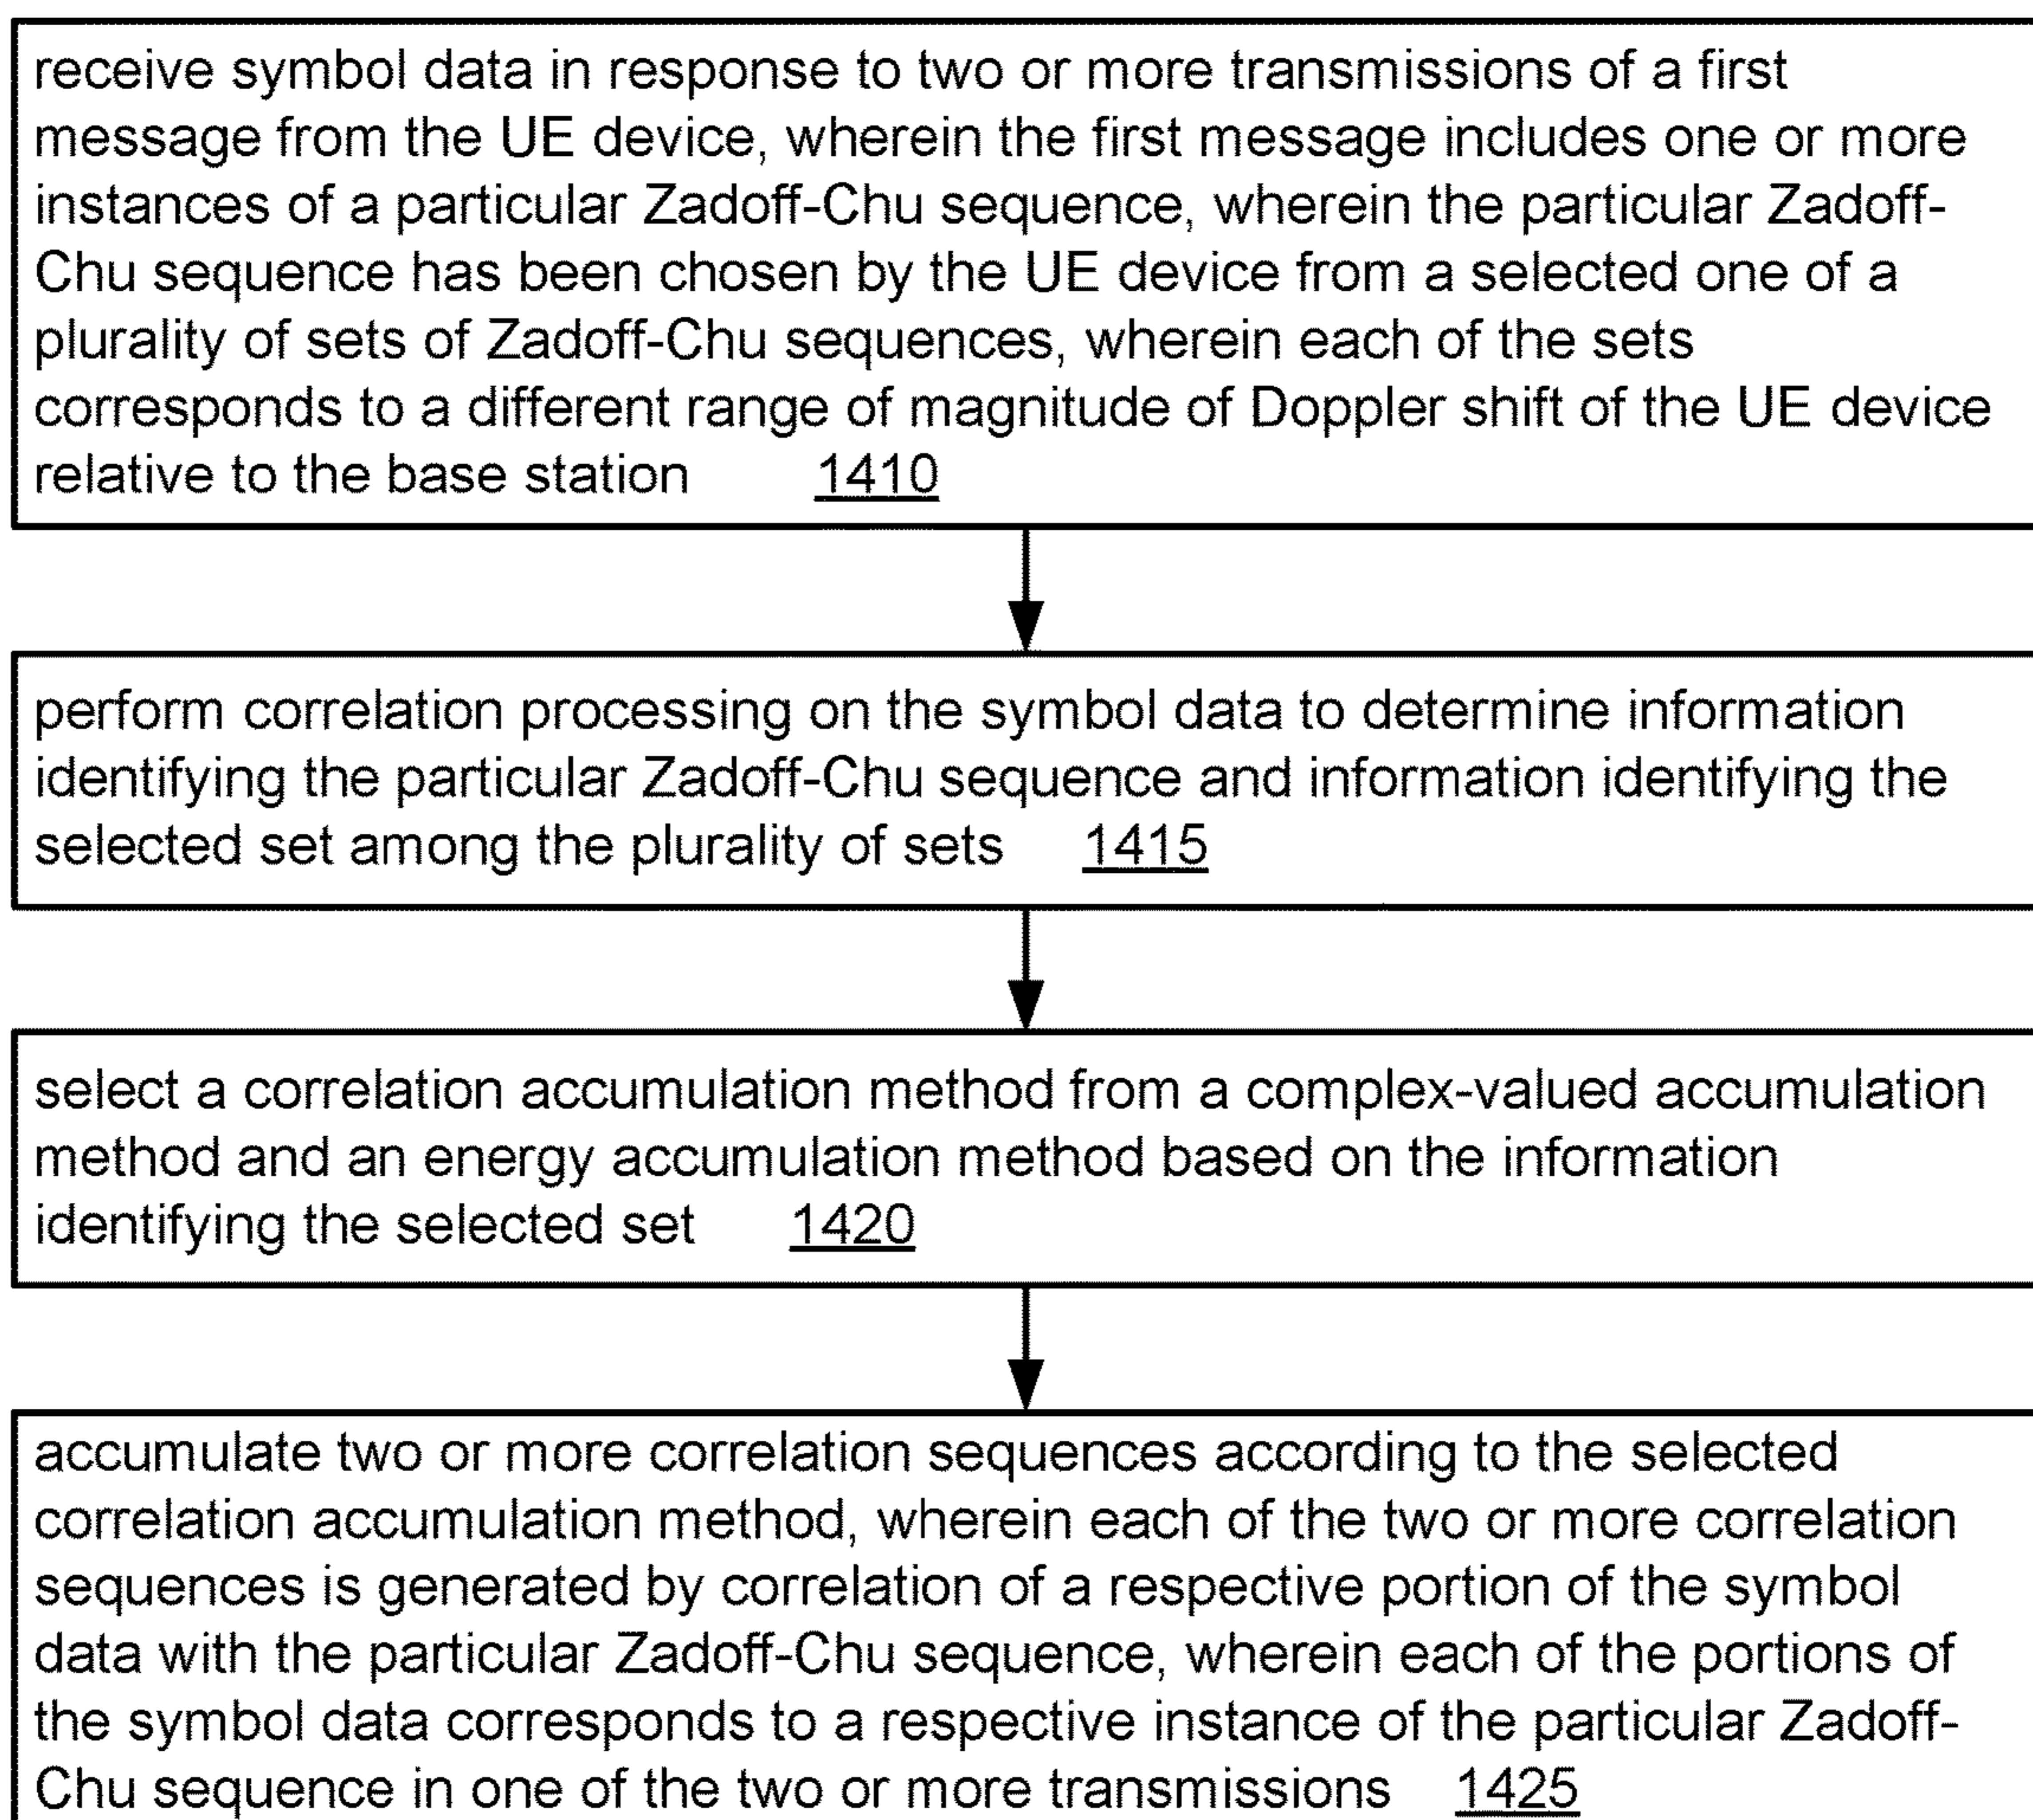 receive symbol data in response to two or more transmissions of a first
message from the UE device, wherein the first message includes one or more
instances of a particular Zadoff-Chu sequence, wherein the particular Zadoff-
Chu sequence has been chosen by the UE device from a selected one of a
plurality of sets of Zadoff-Chu sequences, wherein each of the sets
corresponds to a different range of magnitude of Doppler shift of the UE device
relative to the base station 1410
perform correlation processing on the symbol data to determine information
identifying the particular Zadoff-Chu sequence and information identifying the
selected set among the plurality of sets 1415
select a correlation accumulation method from a complex-valued accumulation
method and an energy accumulation method based on the information
identifying the selected set 1420
accumulate two or more correlation sequences according to the selected
correlation accumulation method, wherein each of the two or more correlation
sequences is generated by correlation of a respective portion of the symbol
data with the particular Zadoff-Chu sequence, wherein each of the portions of
the symbol data corresponds to a respective instance of the particular Zadoff-
Chu sequence in one of the two or more transmissions 1425